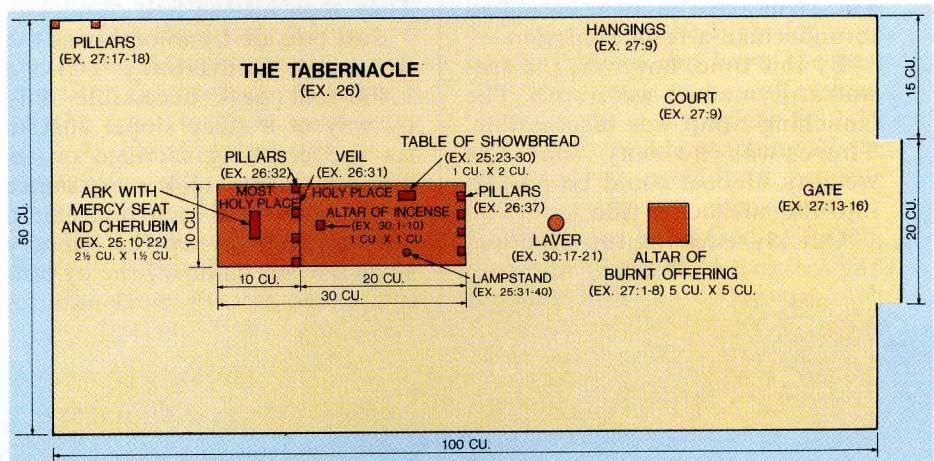 PILLARS
(EX. 27:17-18)
HANGINGS
(EX. 27:9)
15 CU.
THE TABERNACLE
(EX. 26)
COURT
(EX. 27:9)
TABLE OF SHOWBREAD
(EX. 25:23-30)
1 CU. X 2 CU.
PILLARS
(EX. 26:32)
VEIL
(EX. 26:31)
ARK WITH
MERCY SEAT
AND CHERUBIM
(EX. 25:10-22)
2½ CU. X 1½ CU.
10 CU.
MOST
HOLY PLACE
HOLY PLACE
ALTAR OF INCENSE
(EX. 30:1-10)
1 CU. X 1 CU.
PILLARS
(EX. 26:37)
LAMPSTAND
(EX. 25:31-40)
LAVER
(EX. 30:17-21)
ALTAR OF
BURNT OFFERING
(EX. 27:1-8) 5 CU. X 5 CU.
GATE
(EX. 27:13-16)
20 CU.
50 CU.
10 CU.
20 CU.
30 CU.
100 CU.